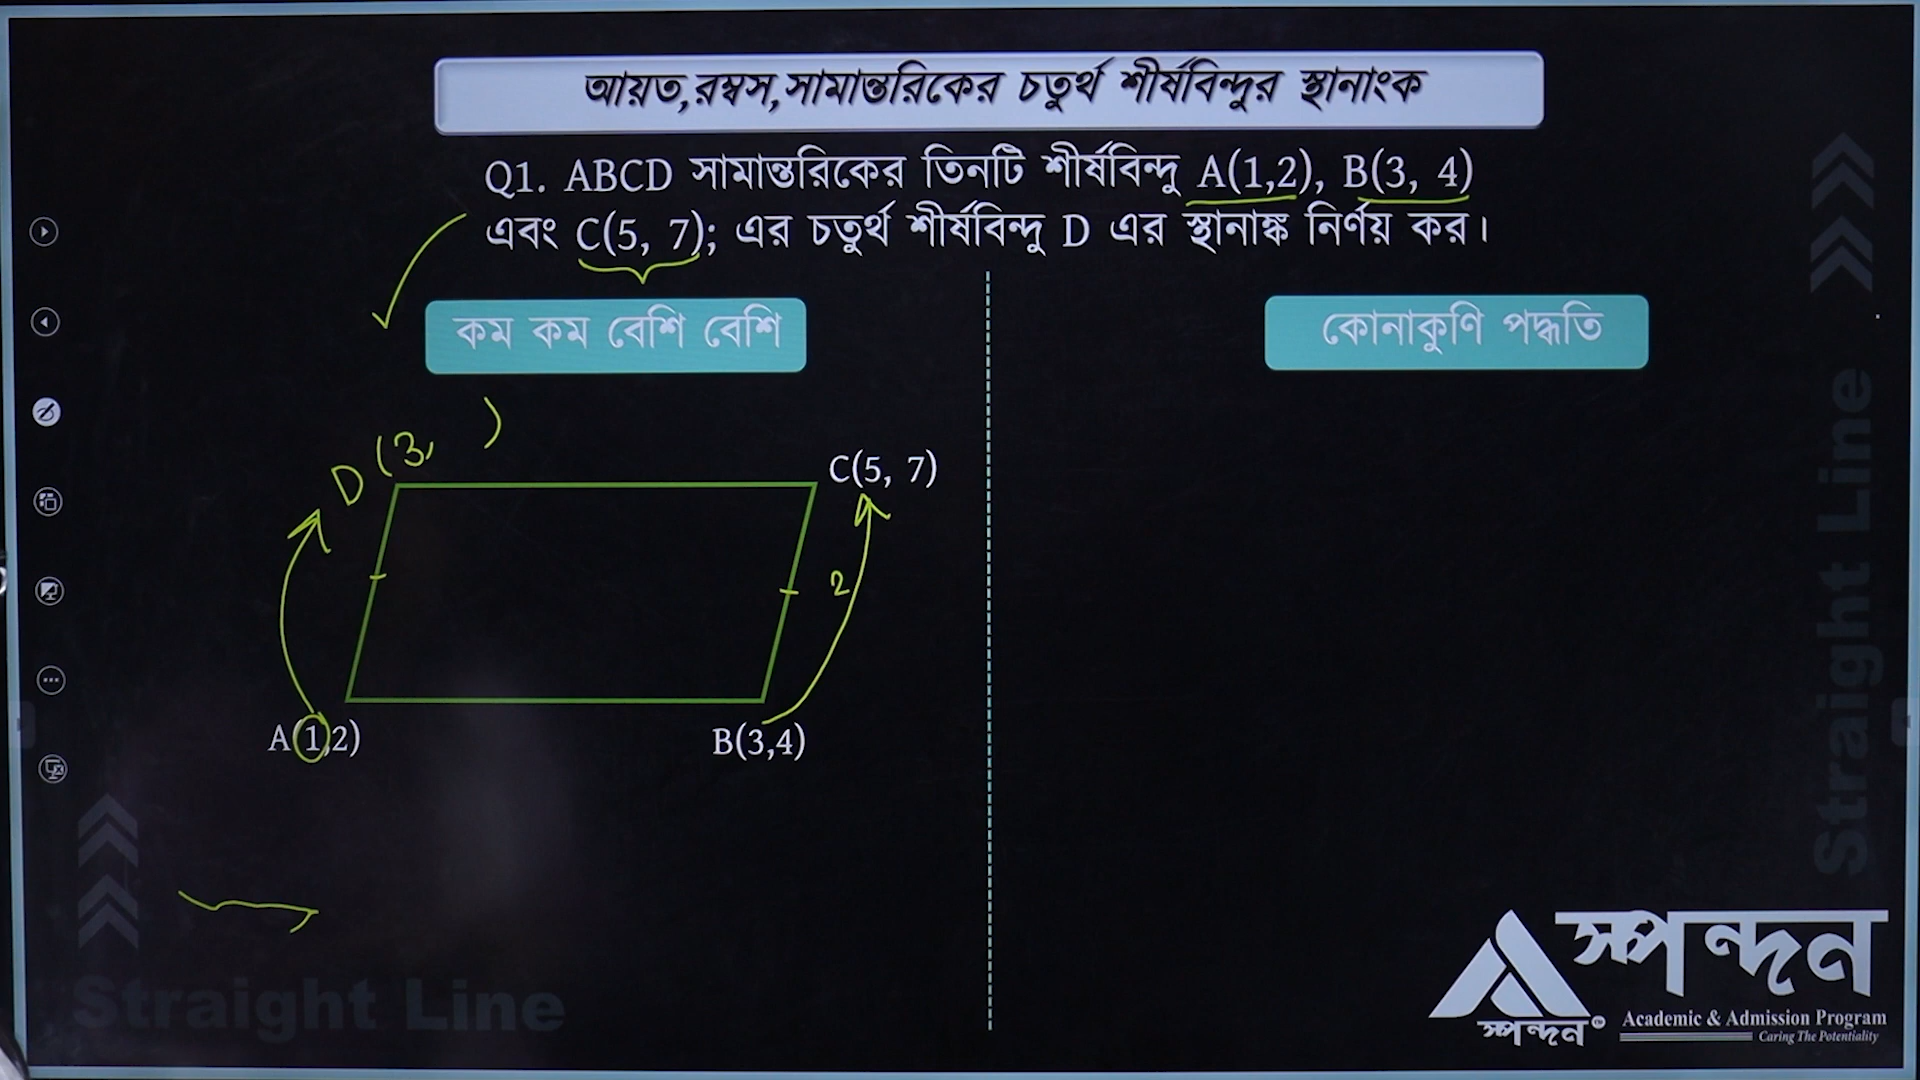 আয়ত,রম্বস,সামান্তরিকের চতুর্থ শীর্ষবিন্দুর স্থানাংক
Q1. ABCD সামান্তরিকের তিনটি শীর্ষবিন্দু A(1,2), B(3, 4)
এবং C(5, 7); এর চতুর্থ শীর্ষবিন্দু D এর স্থানাঙ্ক নির্ণয় কর।
কম কম বেশি বেশি
কোনাকুণি পদ্ধতি
D (3, )
C(5, 7)
2
A(1,2)
B(3,4)
Straight Line
Straight Line
স্পন্দন
স্পন্দন
Academic & Admission Program
Caring The Potentiality